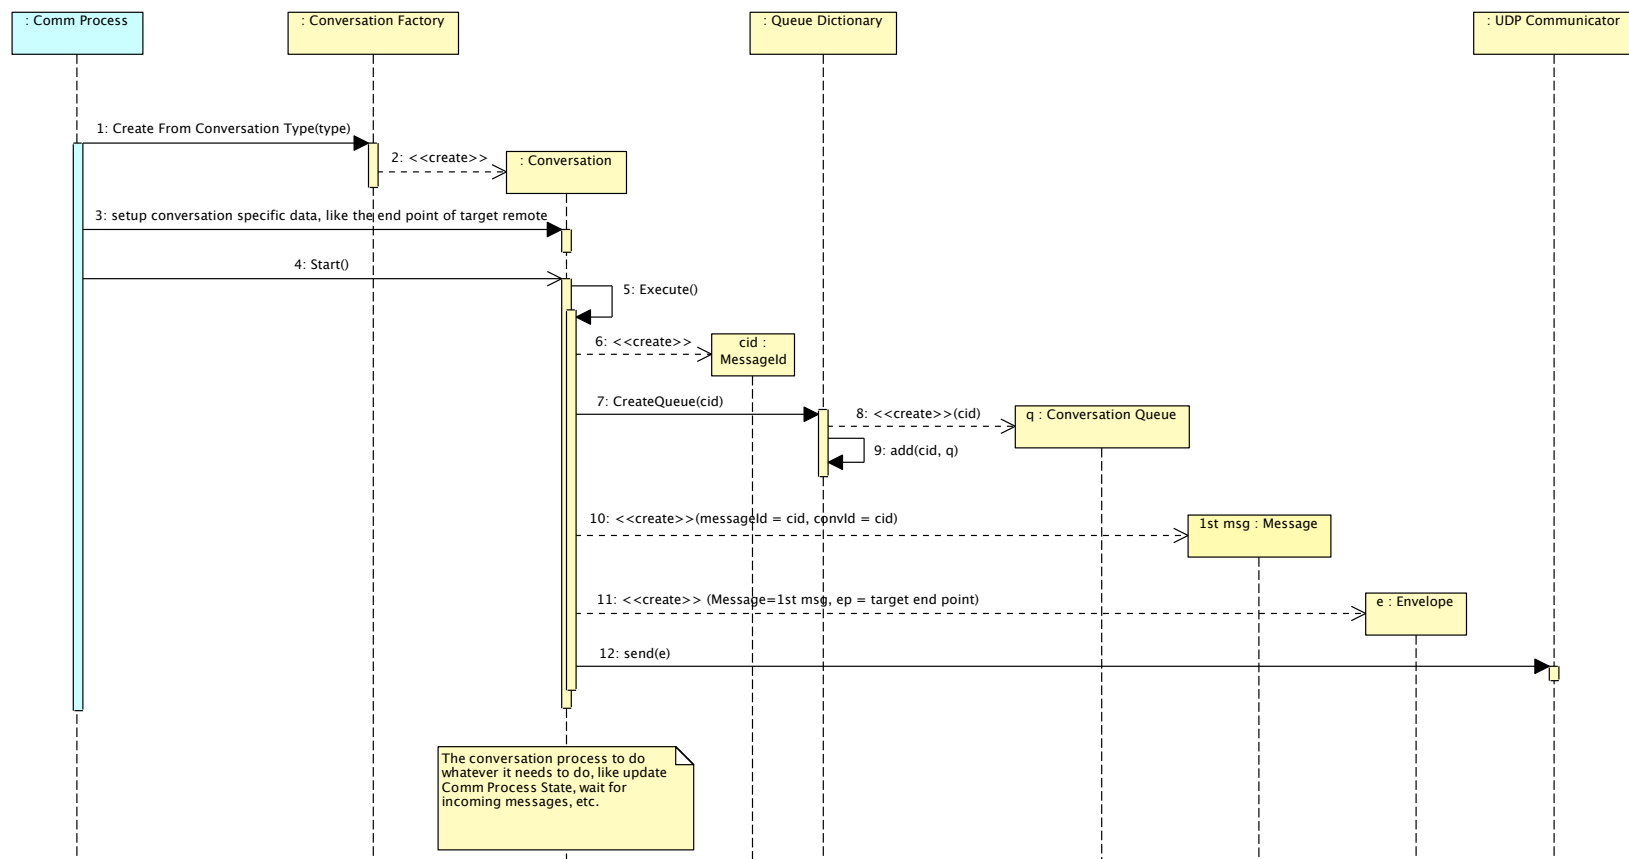 : Comm Process
: Conversation Factory
: Queue Dictionary
: UDP Communicator
1: Create From Conversation Type(type)
2: <<create>>
: Conversation
3: setup conversation specific data, like the end point of target remote
4: Start()
5: Execute()
6: <<create>>
cid :
MessageId
7: CreateQueue(cid)
8: <<create>>(cid)
q : Conversation Queue
9: add(cid, q)
10: <<create>>(messageId = cid, convId = cid)
1st msg : Message
11: <<create>> (Message=1st msg, ep = target end point)
e : Envelope
12: send(e)
The conversation process to do
whatever it needs to do, like update
Comm Process State, wait for
incoming messages, etc.